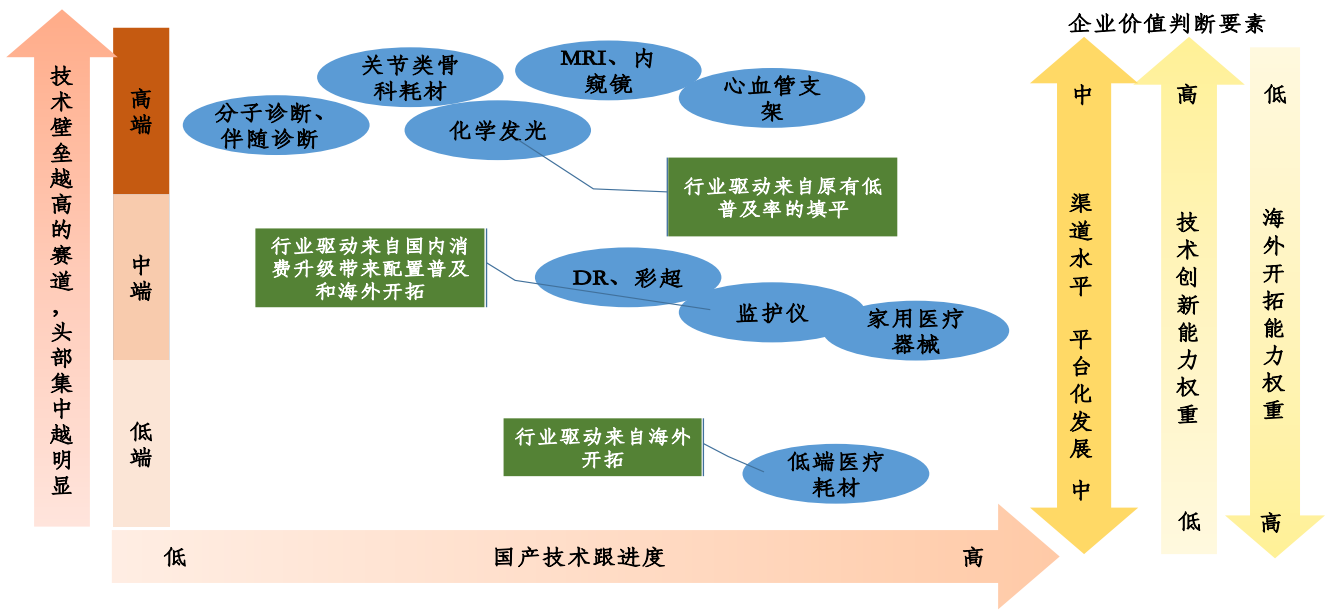 企业价值判断要素
技术壁垒越高的赛道,头部集中越明显
高端
中端
低端
分子诊断、
伴随诊断
关节类骨
科耗材
化学发光
MRI、内
窥镜
心血管支
架
行业驱动来自原有低
普及率的填平
行业驱动来自国内消
费升级带来配置普及
和海外开拓
DR、彩超
监护仪
家用医疗
器械
行业驱动来自海外
开拓
低端医疗
耗材
低
国产技术跟进度
高
中
渠道水平 平台化发展
中
高
技术创新能力权重
低
低
海外开拓能力权重
高